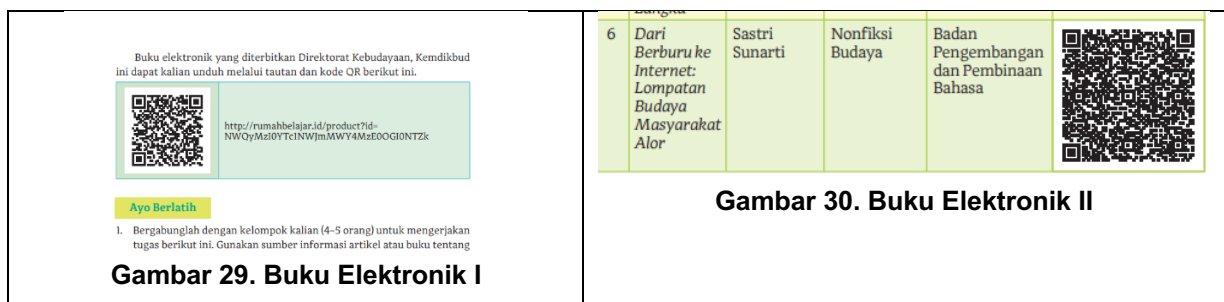 Buku elektronik yang diterbitkan Direktorat Kebudayaan, Kemdikbud
ini dapat kalian unduh melalui tautan dan kode QR berikut ini.
http://rumahbelajar.id/product?id=
NWQyMzI0YTc1NWJmMWY4MzE0OGI0NTZk
Ayo Berlatih
1. Bergabunglah dengan kelompok kalian (4–5 orang) untuk mengerjakan
tugas berikut ini. Gunakan sumber informasi artikel atau buku tentang
Gambar 29. Buku Elektronik I
Langka
6 Dari Sastri Nonfiksi Badan
Berburu ke Sunarti Budaya Pengembangan
Internet: dan Pembinaan
Lompatan Bahasa
Budaya
Masyarakat
Alor
Gambar 30. Buku Elektronik II